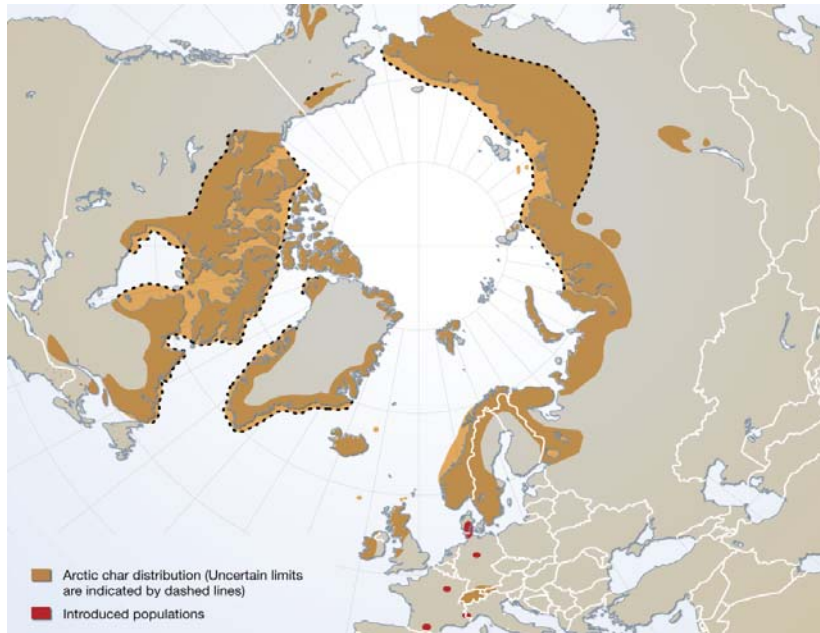 Arctic char distribution (Uncertain limits
are indicated by dashed lines)
Introduced populations